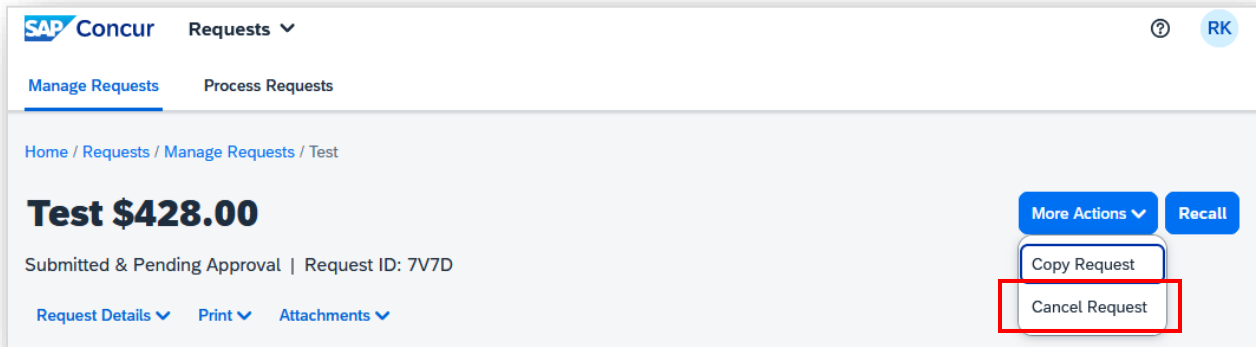 SAP Concur Requests
RK
Manage Requests Process Requests
Home / Requests / Manage Requests / Test
Test $428.00
More Actions Recall
Submitted & Pending Approval | Request ID: 7V7D
Copy Request
Cancel Request
Request Details Print Attachments